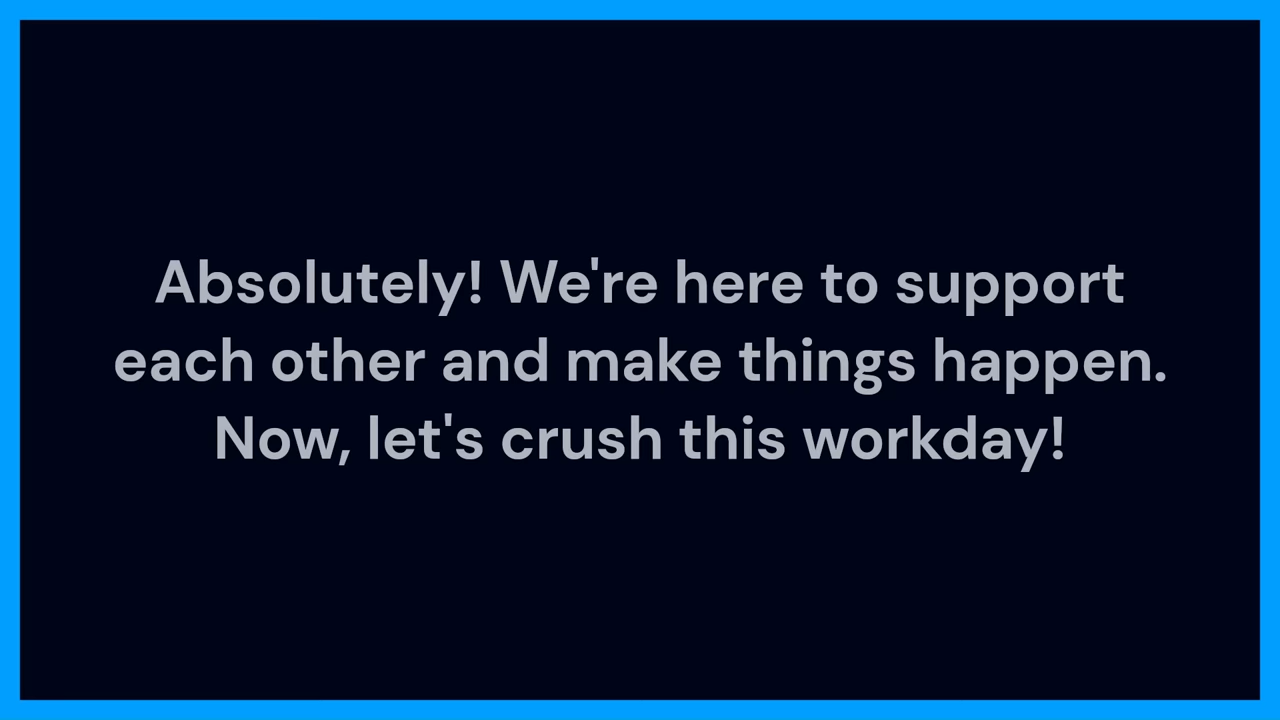 Absolutely! We're here to support
each other and make things happen.
Now, let's crush this workday!